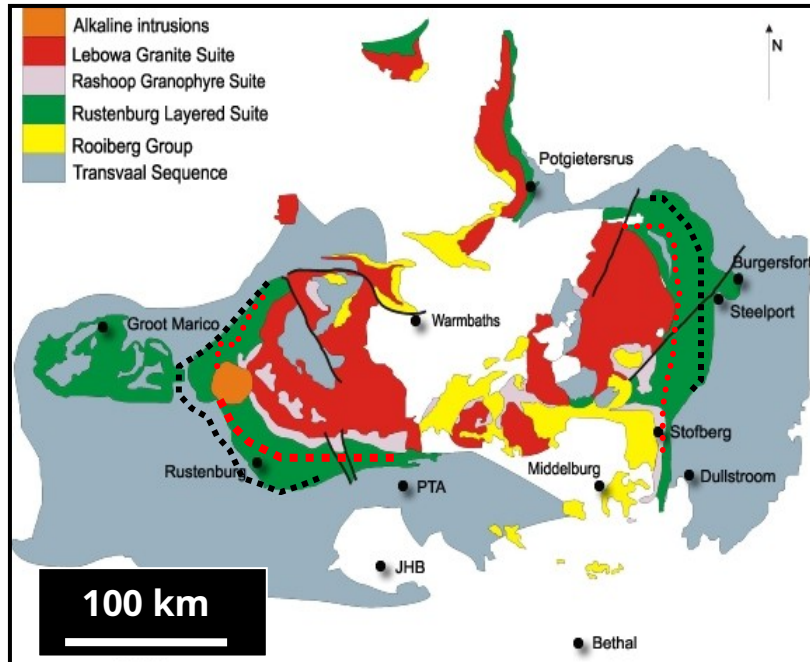 Alkaline intrusions
Lebowa Granite Suite
Rashoop Granophyre Suite
Rustenburg Layered Suite
Rooiberg Group
Transvaal Sequence
N
Potgietersrus
Burgersfort
Steelport
Groot Marico
Warmbaths
Stofberg
Rustenburg
Middelburg
Dullstroom
PTA
JHB
100 km
Bethal